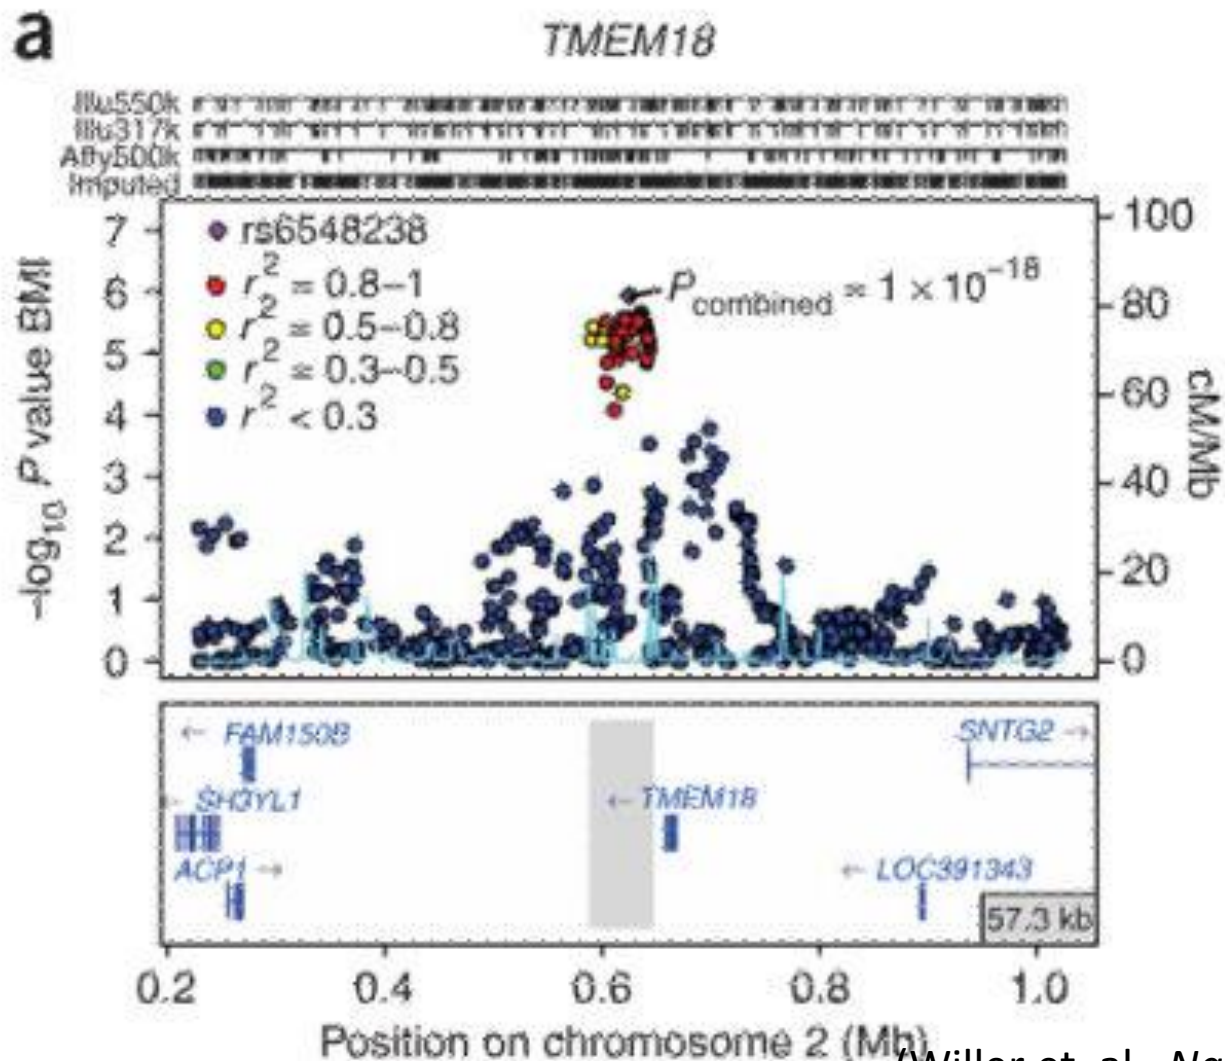 a
TMEM18
Illu550k
Illu317k
Affy500k
Imputed
–log10 P value BMI
7
6
5
4
3
2
1
0
rs6548238
r2 = 0.8–1
r2 = 0.5–0.8
r2 = 0.3–0.5
r2 < 0.3
Pcombined = 1 × 10−18
100
80
60
40
20
0
cM/Mb
← FAM150B
SNTG2 →
← SH3YL1
← TMEM18
ACP1 →
← LOC391343
57.3 kb
0.2 0.4 0.6 0.8 1.0
Position on chromosome 2 (Mb)
(Willer et. al.,